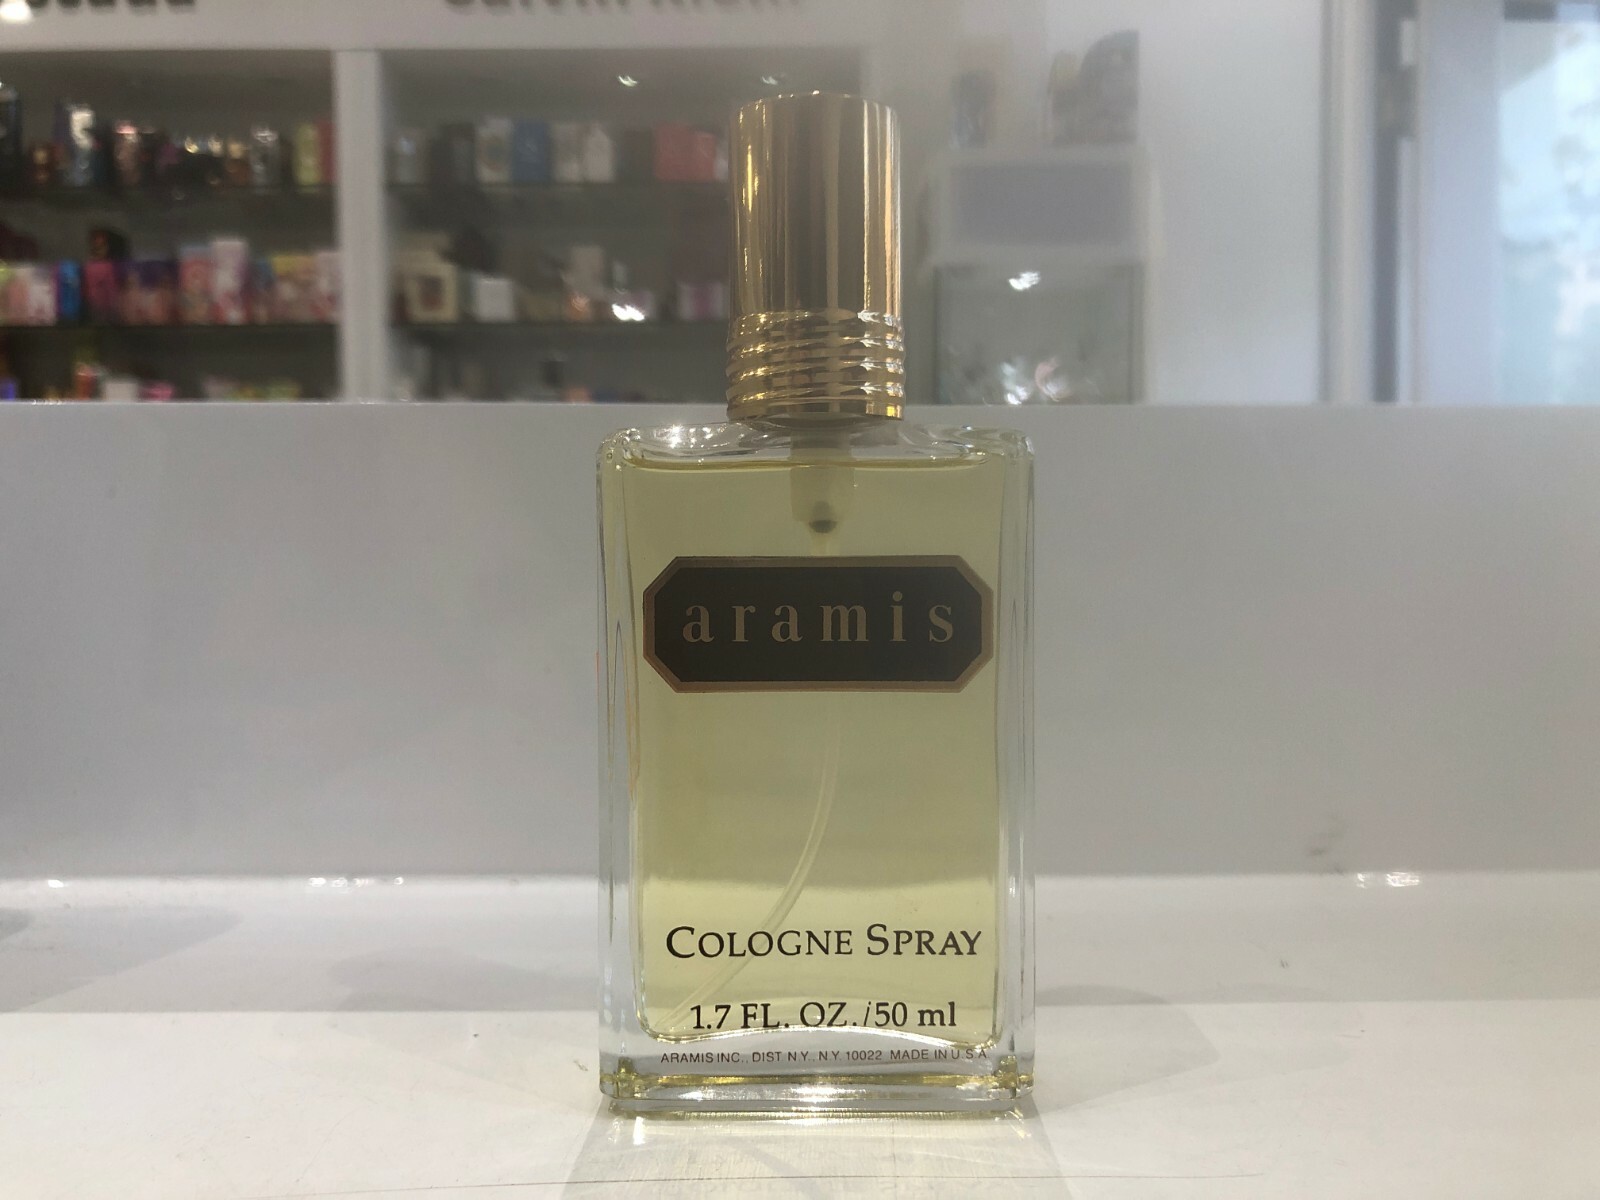 aramis
COLOGNE SPRAY
1.7 FL. OZ./50 ml
ARAMIS INC., DIST N.Y., N.Y. 10022 MADE IN U.S.A